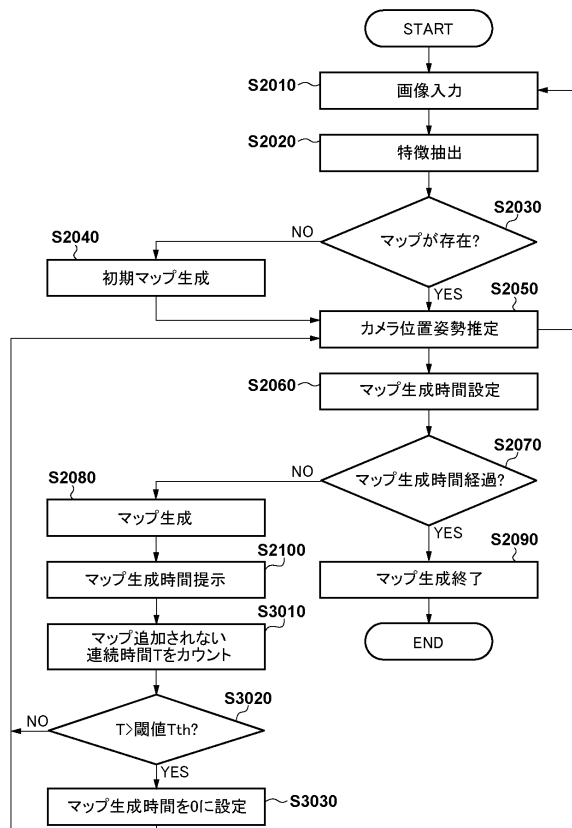 START
S2010
画像入力
S2020
特徴抽出
S2030
マップが存在?
NO
YES
S2040
初期マップ生成
S2050
カメラ位置姿勢推定
S2060
マップ生成時間設定
S2070
マップ生成時間経過?
NO
YES
S2080
マップ生成
S2090
マップ生成終了
S2100
マップ生成時間提示
END
S3010
マップ追加されない
連続時間Tをカウント
S3020
T>閾値Tth?
NO
YES
マップ生成時間を0に設定
S3030